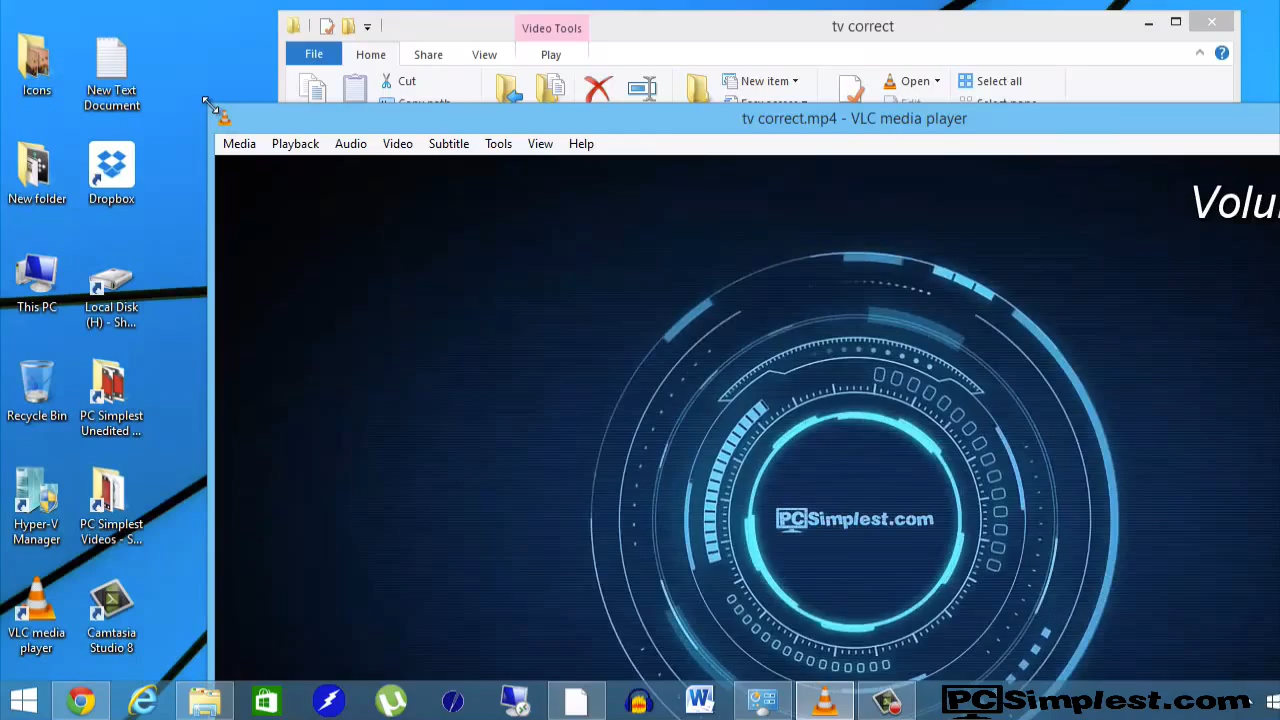 Video Tools
tv correct
File
Home
Share
View
Play
Cut
New item
Open
Select all
tv correct.mp4 - VLC media player
Media
Playback
Audio
Video
Subtitle
Tools
View
Help
Volu
Icons
New Text
Document
New folder
Dropbox
This PC
Local Disk
(H) - Sh...
Recycle Bin
PC Simplest
Unedited ...
Hyper-V
Manager
PC Simplest
Videos - S...
VLC media
player
Camtasia
Studio 8
PCSimplest.com
PCSimplest.com